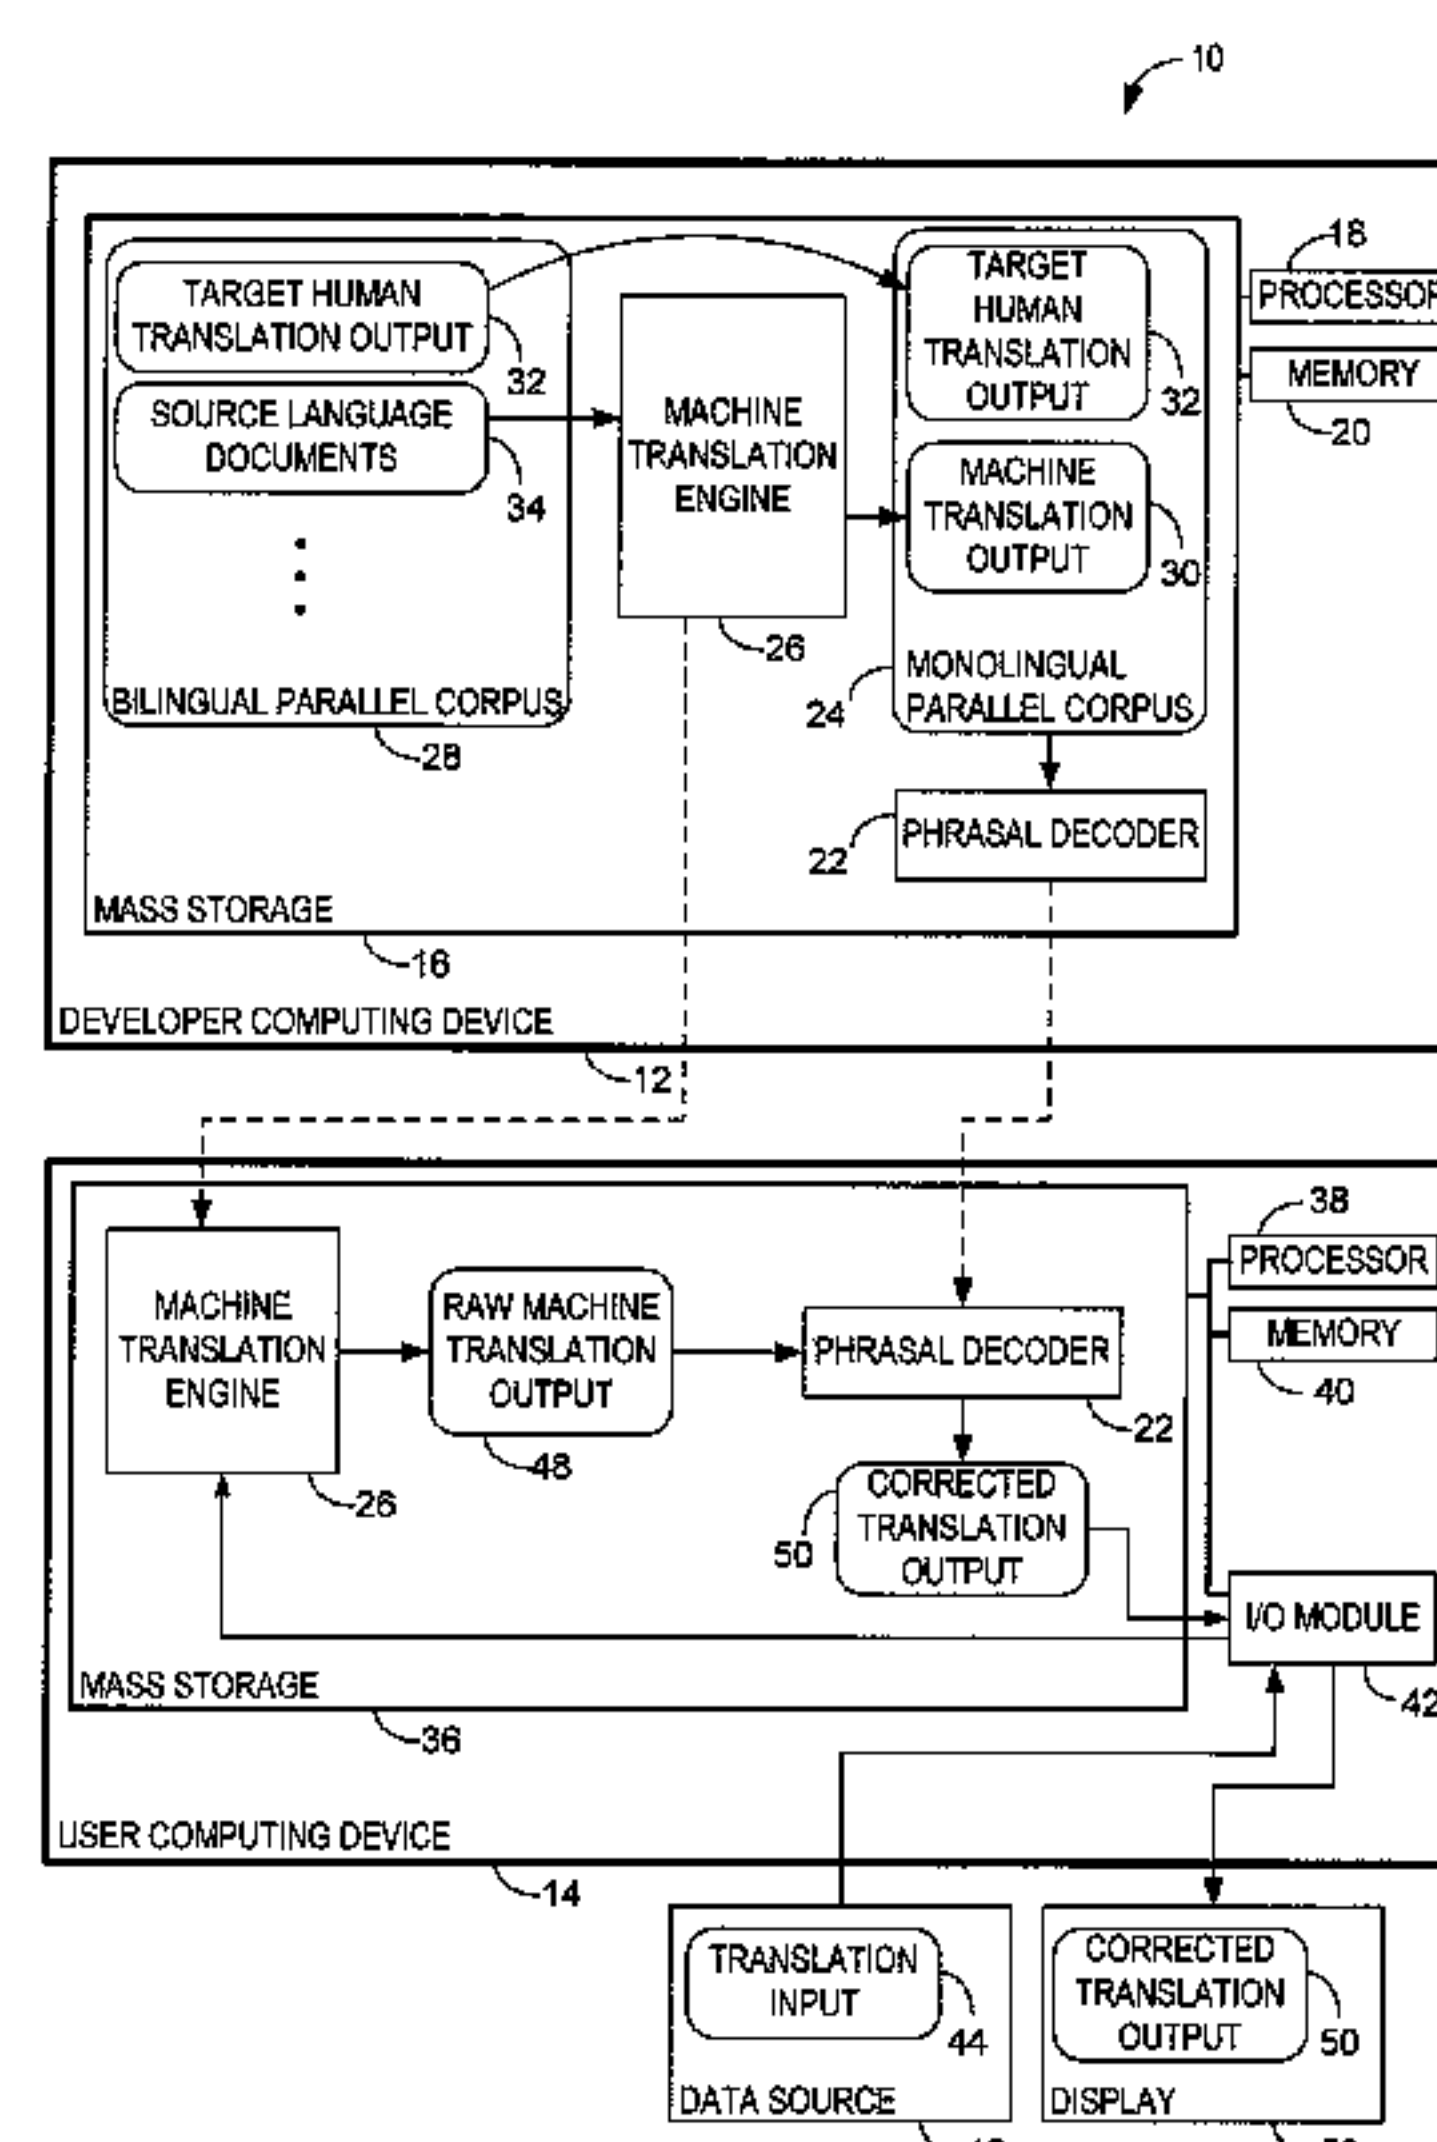 10
TARGET HUMAN
TRANSLATION OUTPUT
32
SOURCE LANGUAGE
DOCUMENTS
34
BILINGUAL PARALLEL CORPUS
28
MACHINE
TRANSLATION
ENGINE
26
TARGET
HUMAN
TRANSLATION
OUTPUT
32
MACHINE
TRANSLATION
OUTPUT
30
MONOLINGUAL
PARALLEL CORPUS
24
PHRASAL DECODER
22
18
PROCESSOR
MEMORY
20
MASS STORAGE
16
DEVELOPER COMPUTING DEVICE
12
MACHINE
TRANSLATION
ENGINE
26
RAW MACHINE
TRANSLATION
OUTPUT
48
PHRASAL DECODER
22
CORRECTED
TRANSLATION
OUTPUT
50
38
PROCESSOR
MEMORY
40
I/O MODULE
42
MASS STORAGE
36
USER COMPUTING DEVICE
14
TRANSLATION
INPUT
44
DATA SOURCE
CORRECTED
TRANSLATION
OUTPUT
50
DISPLAY